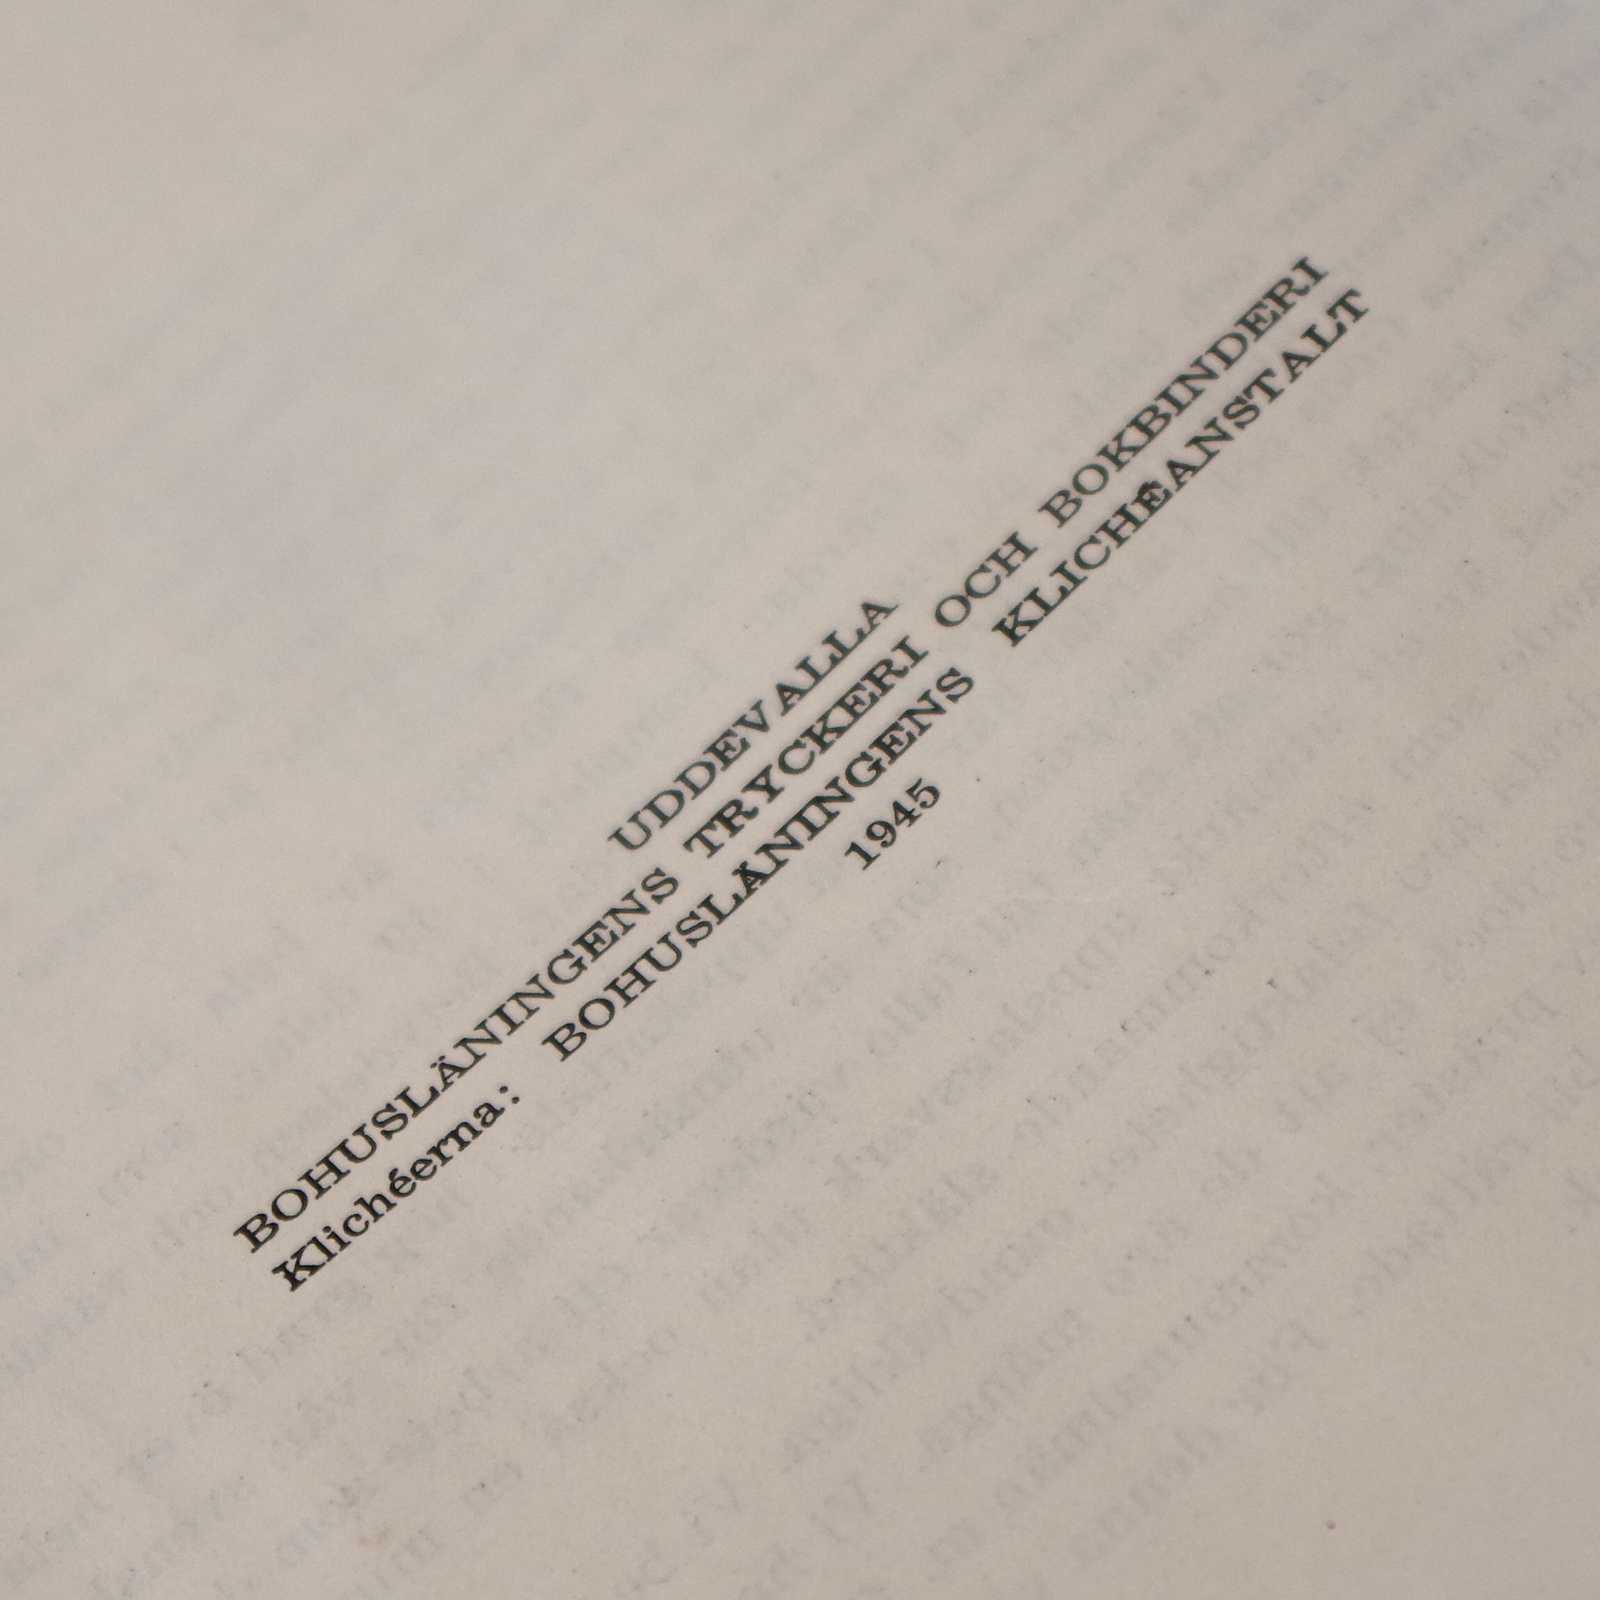 UDDEVALLA
BOHUSLÄNINGENS TRYCKERI OCH BOKBINDERI
Klichéerna: BOHUSLÄNINGENS KLICHÉANSTALT
1945